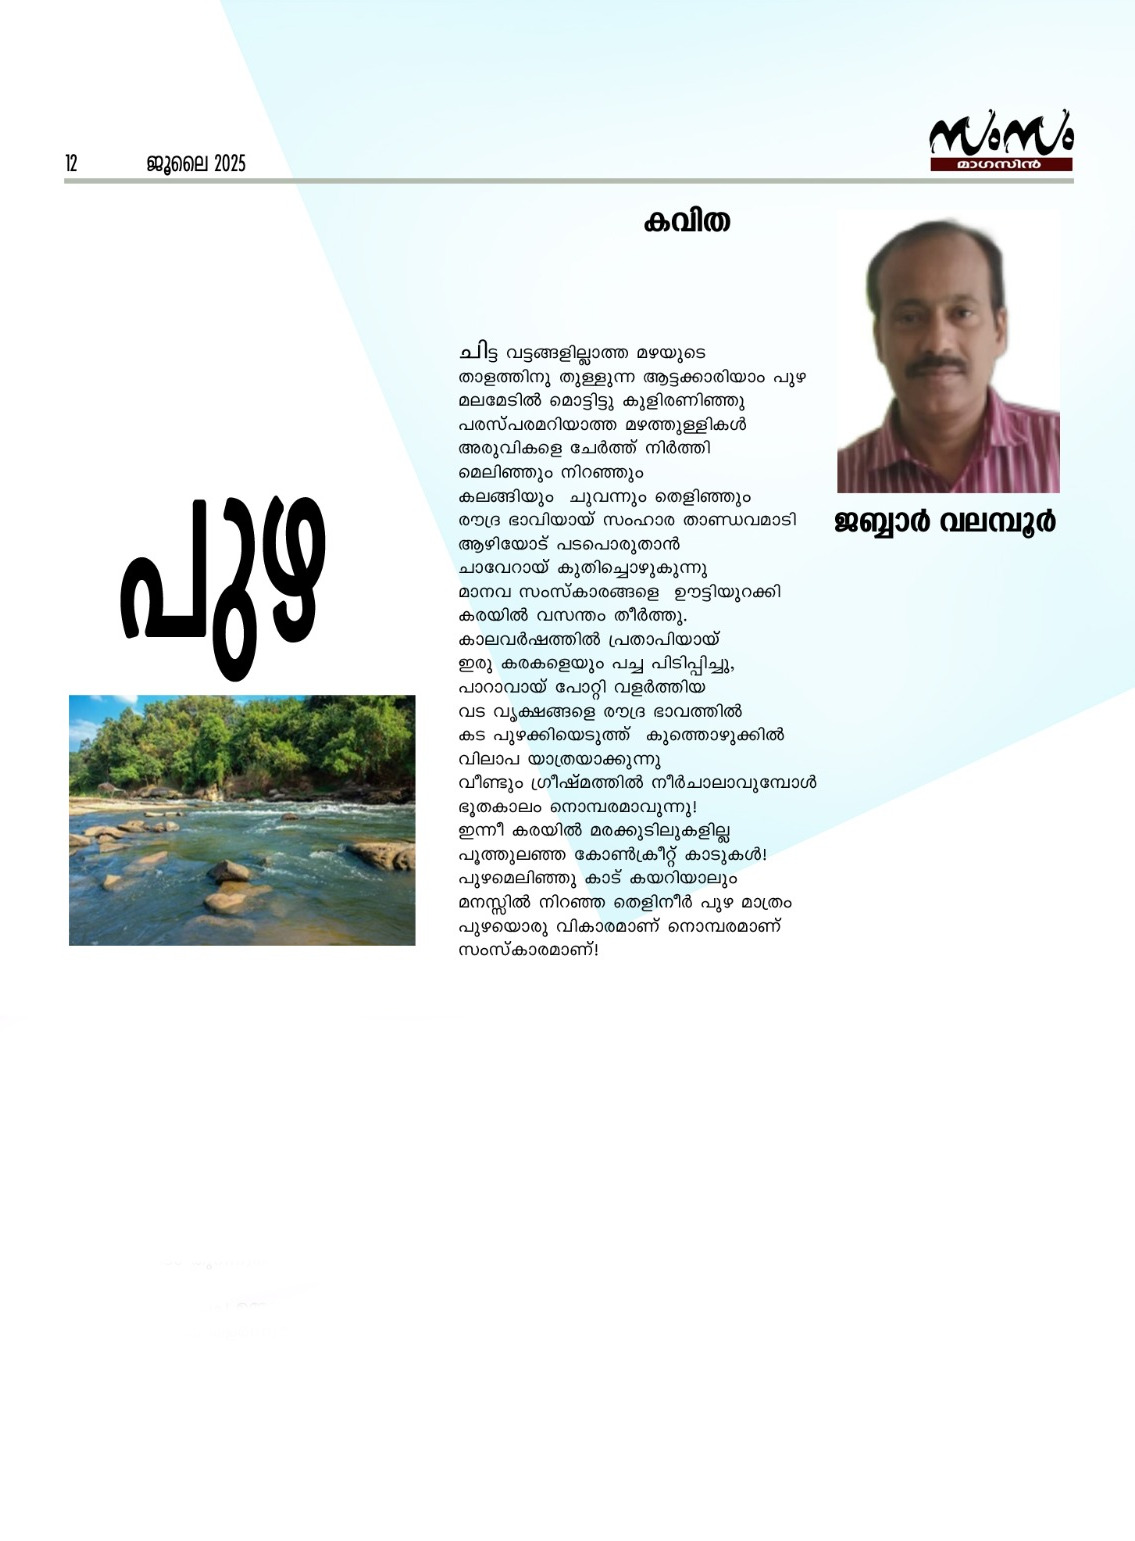 12 ജൂലൈ 2025
സംസം
മാഗസിൻ
കവിത
പുഴ
ജബ്ബാർ വലമ്പൂർ
ചിട്ട വട്ടങ്ങളില്ലാത്ത മഴയുടെ
താളത്തിനു തുള്ളുന്ന ആട്ടക്കാരിയാം പുഴ
മലമേടിൽ മൊട്ടിട്ടു കുളിരണിഞ്ഞു
പരസ്പരമറിയാത്ത മഴത്തുള്ളികൾ
അരുവികളെ ചേർത്ത് നിർത്തി
മെലിഞ്ഞും നിറഞ്ഞും
കലങ്ങിയും ചുവന്നും തെളിഞ്ഞും
രൗദ്ര ഭാവിയായ് സംഹാര താണ്ഡവമാടി
ആഴിയോട് പടപൊരുതാൻ
ചാവേറായ് കുതിച്ചൊഴുകുന്നു
മാനവ സംസ്കാരങ്ങളെ ഊട്ടിയുറക്കി
കരയിൽ വസന്തം തീർത്തു.
കാലവർഷത്തിൽ പ്രതാപിയായ്
ഇരു കരകളെയും പച്ച പിടിപ്പിച്ചു,
പാറാവായ് പോറ്റി വളർത്തിയ
വട വൃക്ഷങ്ങളെ രൗദ്ര ഭാവത്തിൽ
കട പുഴക്കിയെടുത്ത് കുത്തൊഴുക്കിൽ
വിലാപ യാത്രയാക്കുന്നു
വീണ്ടും ഗ്രീഷ്മത്തിൽ നീർചാലാവുമ്പോൾ
ഭൂതകാലം നൊമ്പരമാവുന്നു!
ഇന്നീ കരയിൽ മരക്കുടിലുകളില്ല
പൂത്തുലഞ്ഞ കോൺക്രീറ്റ് കാടുകൾ!
പുഴമെലിഞ്ഞു കാട് കയറിയാലും
മനസ്സിൽ നിറഞ്ഞ തെളിനീർ പുഴ മാത്രം
പുഴയൊരു വികാരമാണ് നൊമ്പരമാണ്
സംസ്കാരമാണ്!